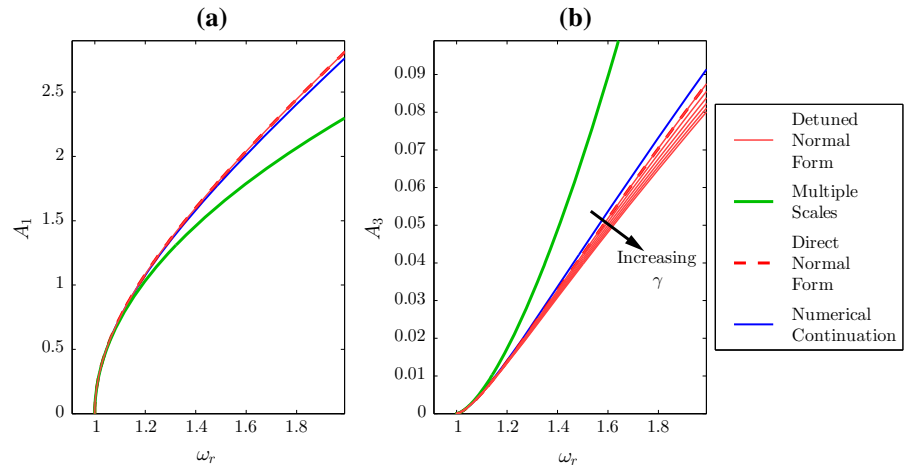 (a)
2.5
2
1.5
1
0.5
0
A1
1
1.2
1.4
1.6
1.8
ωr
(b)
0.09
0.08
0.07
0.06
0.05
0.04
0.03
0.02
0.01
0
A3
1
1.2
1.4
1.6
1.8
ωr
Increasing
γ
Detuned
Normal
Form
Multiple
Scales
Direct
Normal
Form
Numerical
Continuation